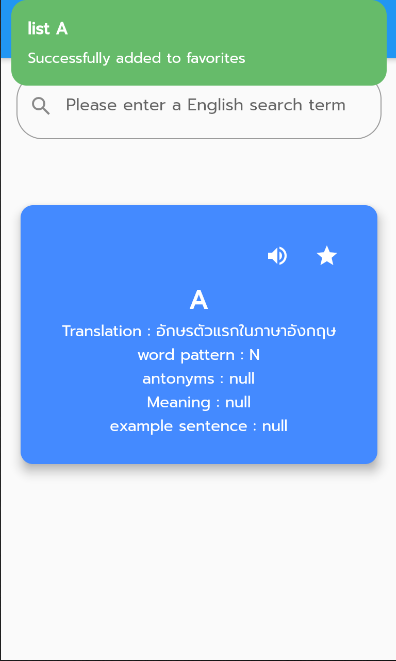 list A
Successfully added to favorites
Please enter a English search term
A
Translation : อักษรตัวแรกในภาษาอังกฤษ
word pattern : N
antonyms : null
Meaning : null
example sentence : null